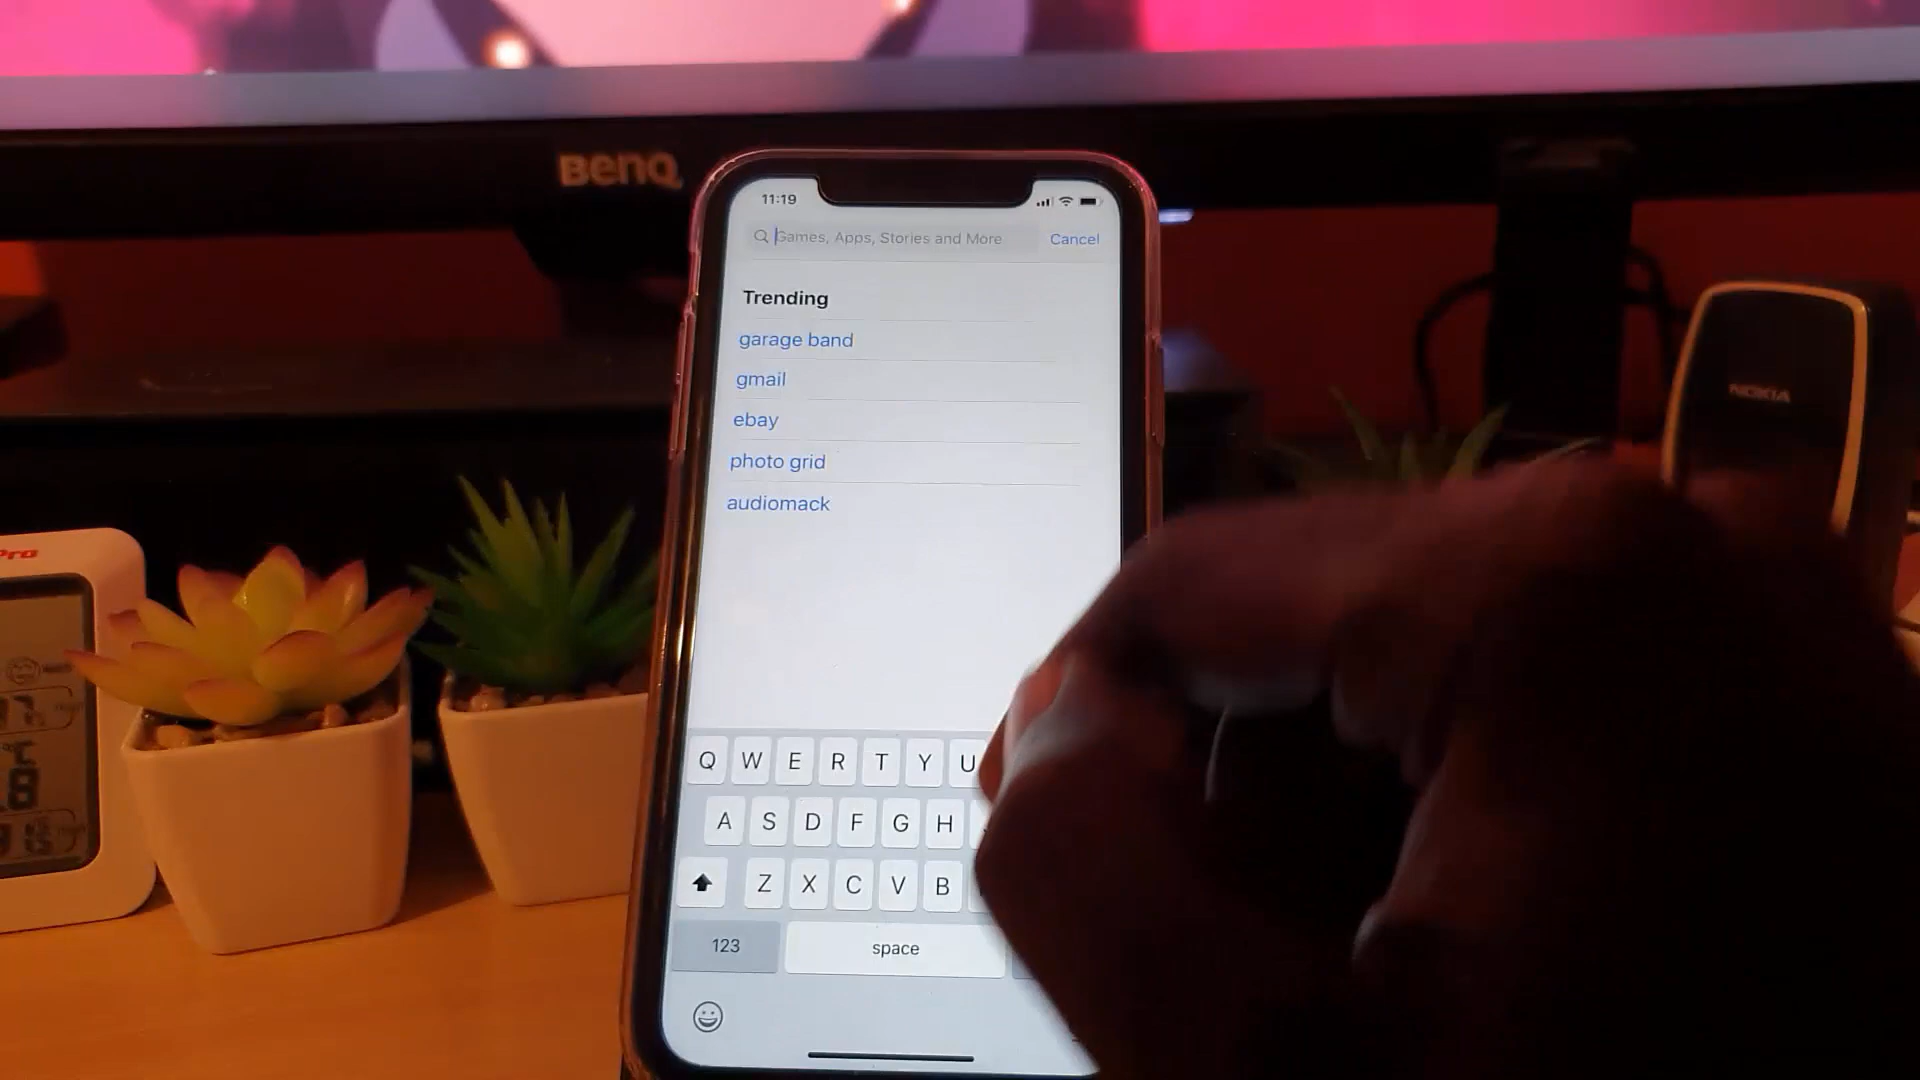 BenQ
11:19
Games, Apps, Stories and More
Cancel
Trending
garage band
gmail
ebay
photo grid
audiomack
NOKIA
Pro
Q W E R T Y U
A S D F G H
Z X C V B
123
space